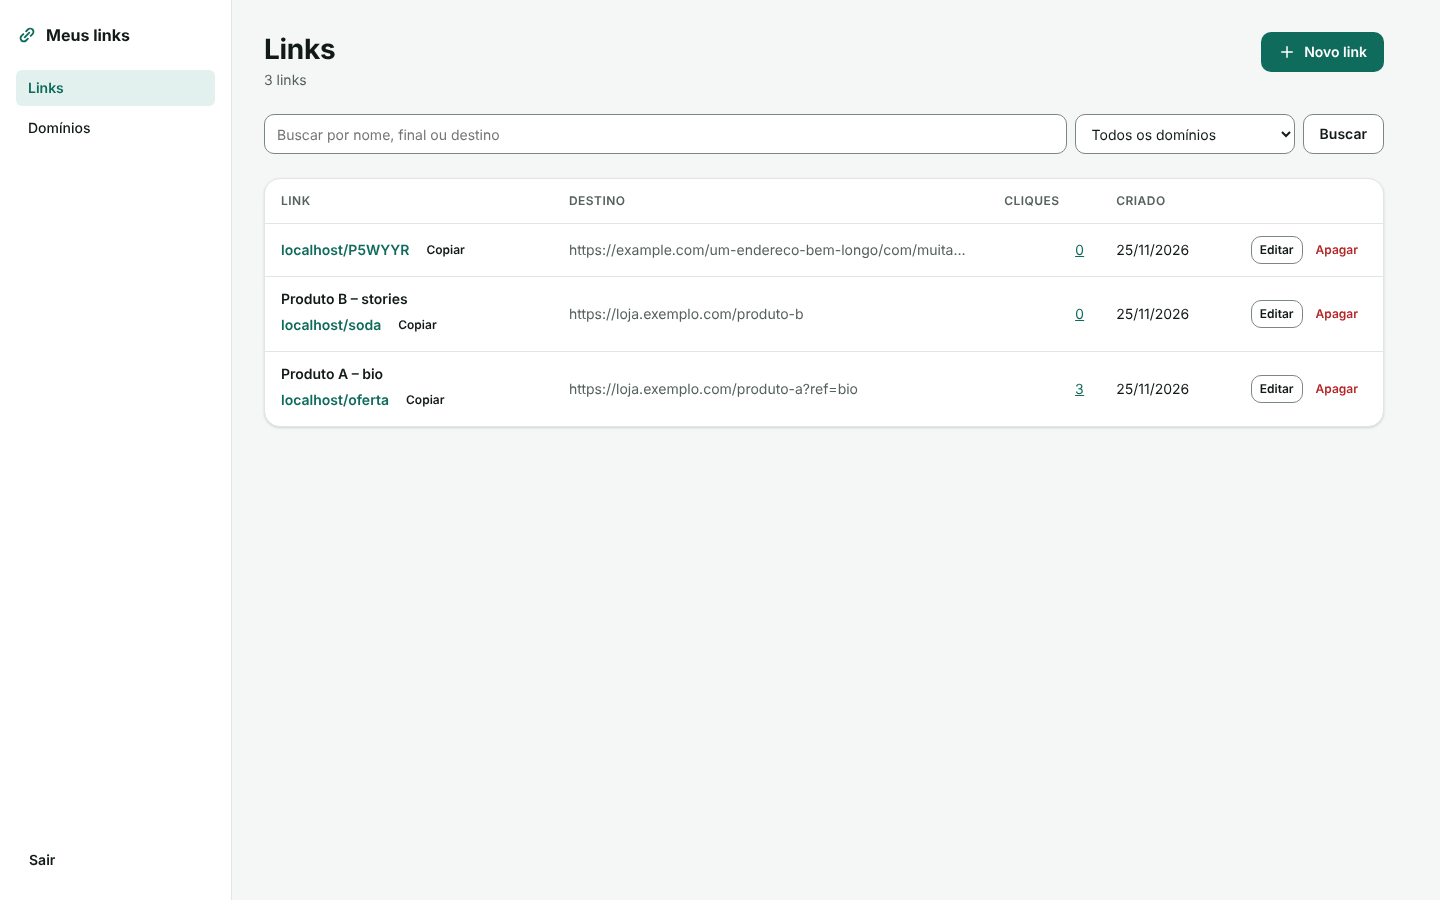 Meus links
Links
Domínios
Sair
Links
3 links
Novo link
Buscar por nome, final ou destino
Todos os domínios
Buscar
LINK DESTINO CLIQUES CRIADO
localhost/P5WYYR Copiar https://example.com/um-endereco-bem-longo/com/muita... 0 25/11/2026 Editar Apagar
Produto B – stories
localhost/soda Copiar https://loja.exemplo.com/produto-b 0 25/11/2026 Editar Apagar
Produto A – bio
localhost/oferta Copiar https://loja.exemplo.com/produto-a?ref=bio 3 25/11/2026 Editar Apagar